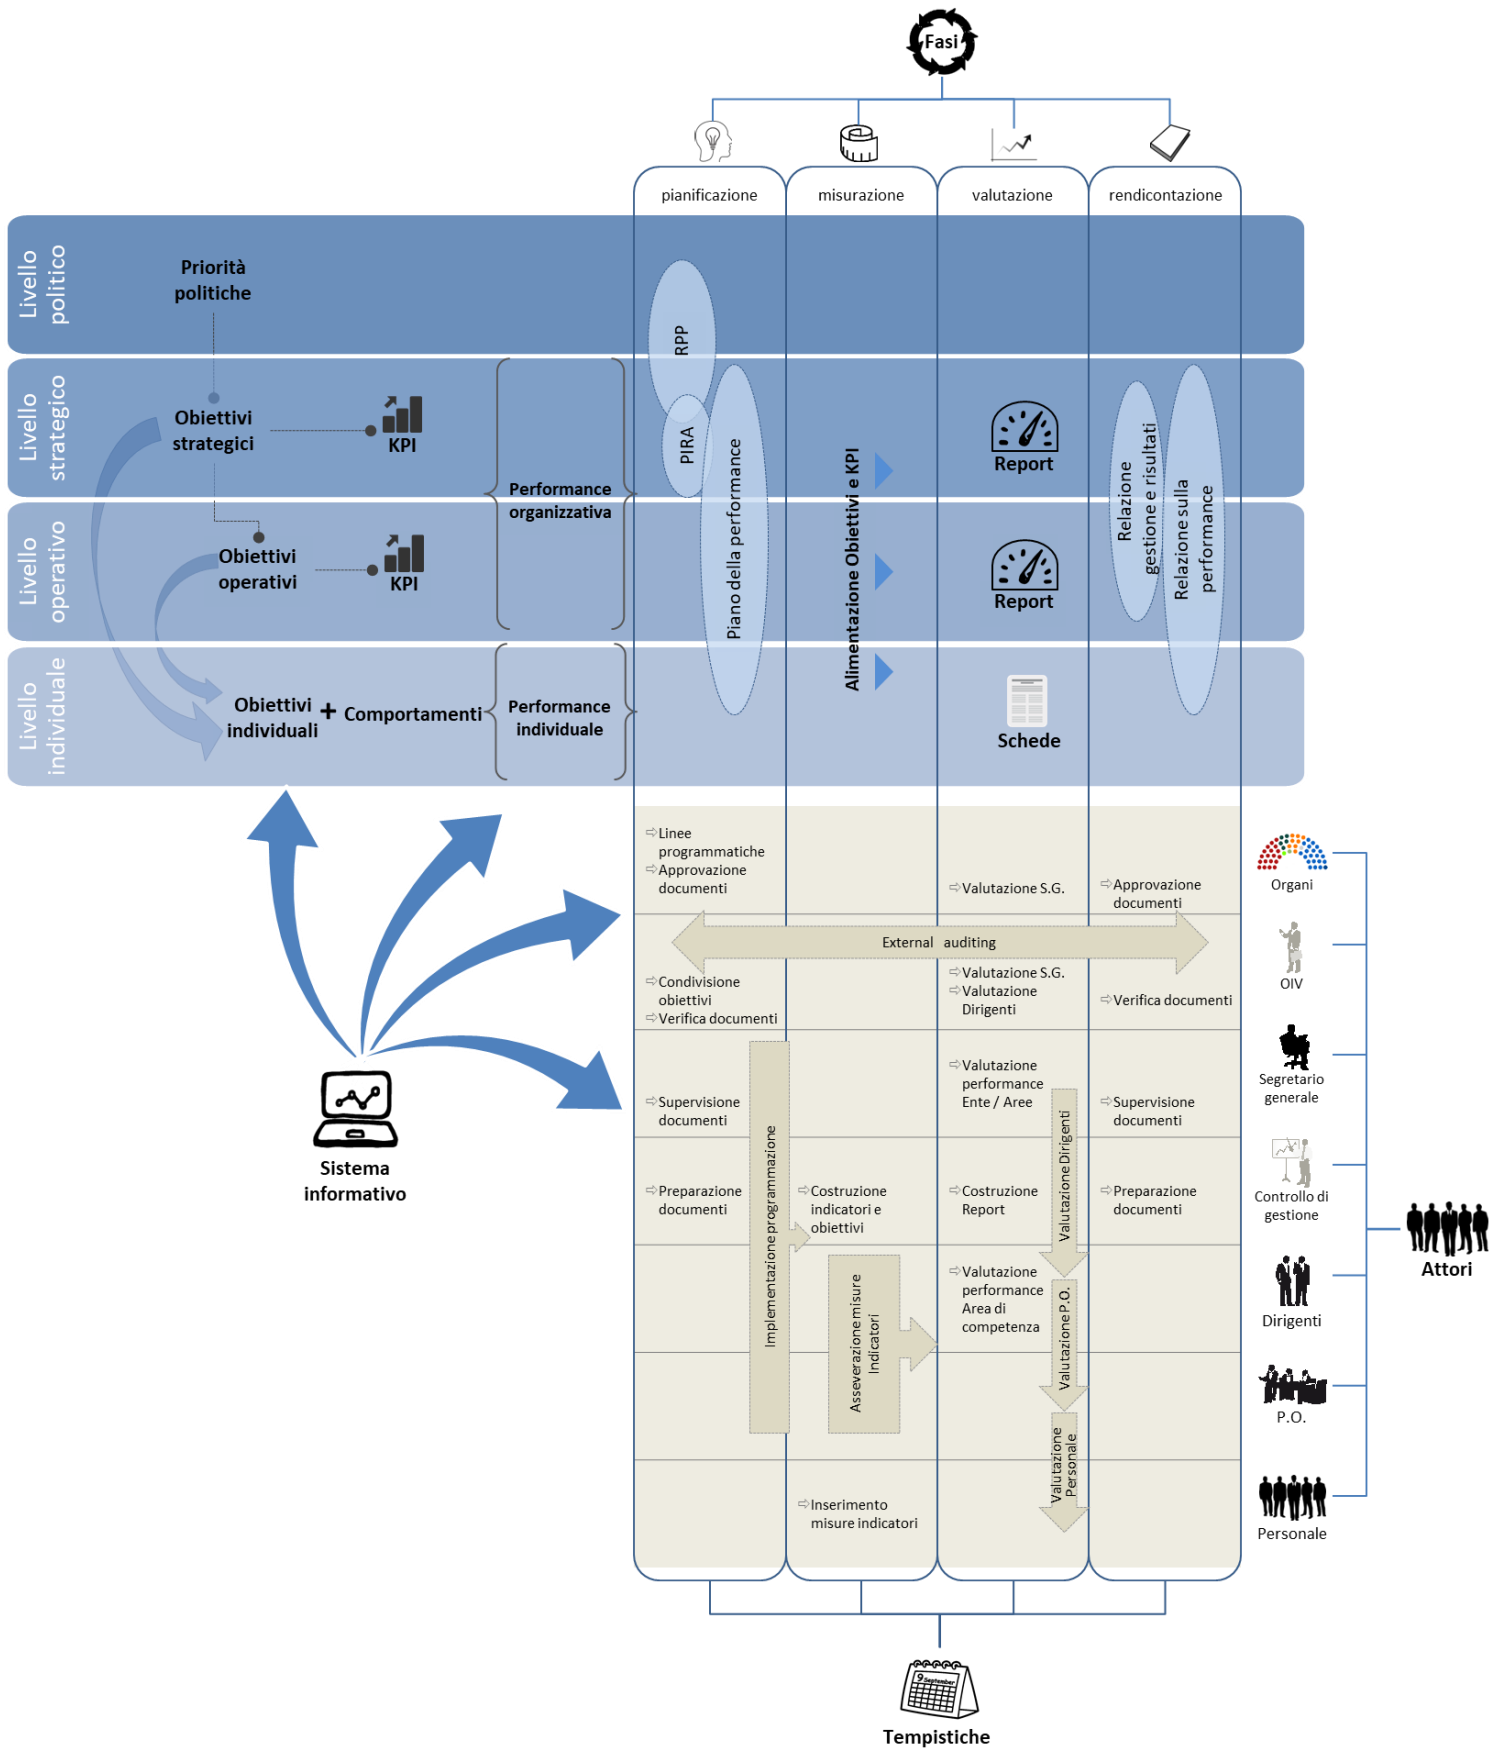 Fasi
pianificazione
misurazione
valutazione
rendicontazione
Livello
politico
Priorità
politiche
RPP
Livello
strategico
Obiettivi
strategici
KPI
PIRA
Report
Performance
organizzativa
Piano della performance
Alimentazione Obiettivi e KPI
Relazione
gestione e risultati
Relazione sulla
performance
Livello
operativo
Obiettivi
operativi
KPI
Report
Livello
individuale
Obiettivi
individuali
+
Comportamenti
Performance
individuale
Schede
Linee
programmatiche
Approvazione
documenti
Valutazione S.G.
Approvazione
documenti
Organi
External auditing
Condivisione
obiettivi
Verifica documenti
Valutazione S.G.
Valutazione
Dirigenti
Verifica documenti
OIV
Supervisione
documenti
Valutazione
performance
Ente / Aree
Supervisione
documenti
Segretario
generale
Implementazione programmazione
Valutazione Dirigenti
Preparazione
documenti
Costruzione
indicatori e
obiettivi
Costruzione
Report
Preparazione
documenti
Controllo di
gestione
Sistema
informativo
Asseverazione misure
Indicatori
Valutazione
performance
Area di
competenza
Valutazione P.O.
Dirigenti
Attori
P.O.
Valutazione
Personale
Inserimento
misure indicatori
Personale
9 September
Tempistiche